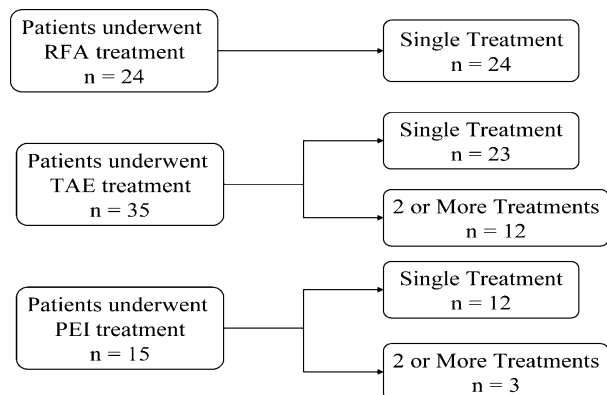 Patients underwent
RFA treatment
n = 24
Single Treatment
n = 24
Patients underwent
TAE treatment
n = 35
Single Treatment
n = 23
2 or More Treatments
n = 12
Patients underwent
PEI treatment
n = 15
Single Treatment
n = 12
2 or More Treatments
n = 3